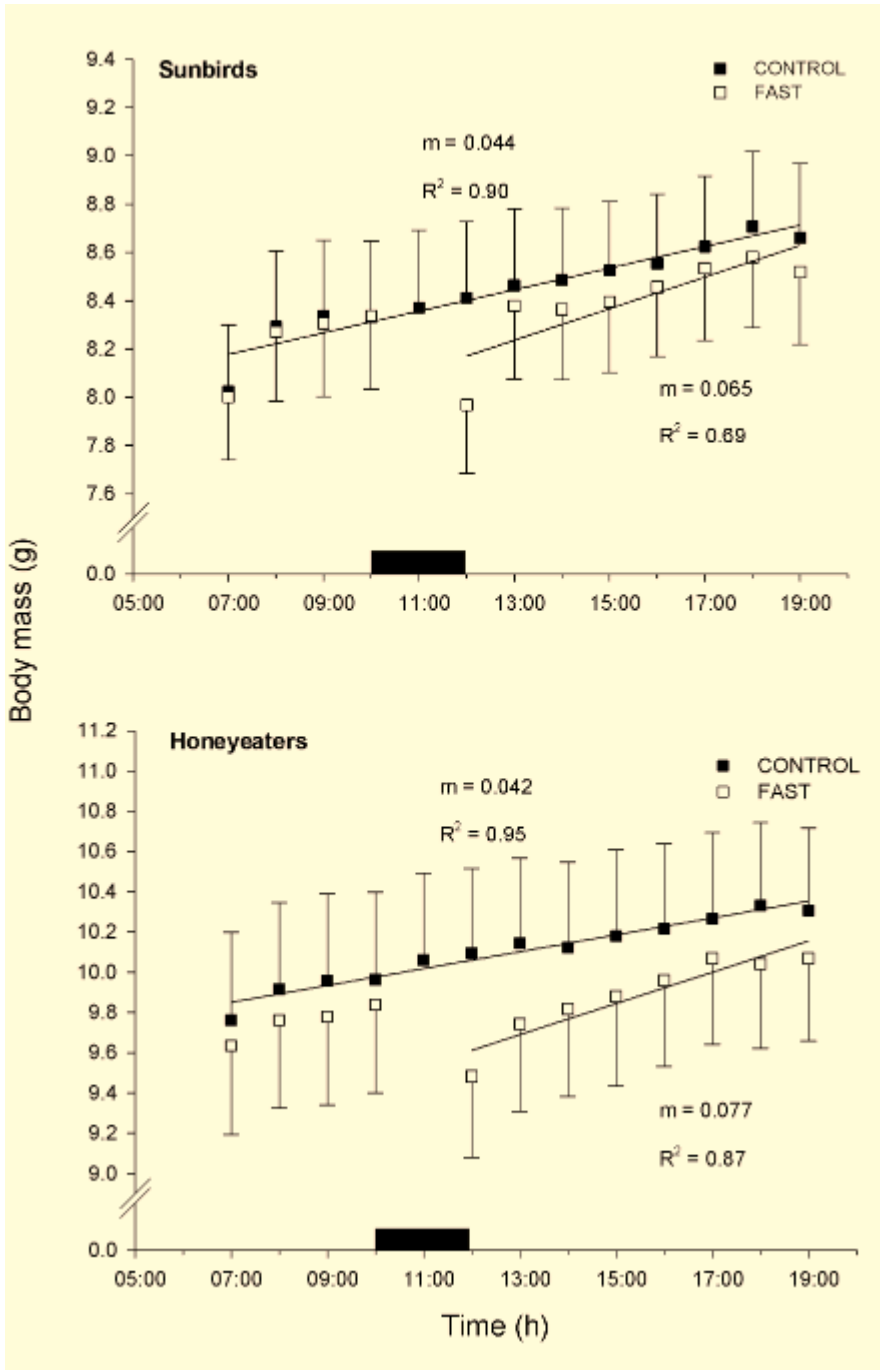 Sunbirds
CONTROL
FAST
m = 0.044
R² = 0.90
m = 0.065
R² = 0.69
9.4
9.2
9.0
8.8
8.6
8.4
8.2
8.0
7.8
7.6
0.0
05:00 07:00 09:00 11:00 13:00 15:00 17:00 19:00
Body mass (g)
Honeyeaters
CONTROL
FAST
m = 0.042
R² = 0.95
m = 0.077
R² = 0.87
11.2
11.0
10.8
10.6
10.4
10.2
10.0
9.8
9.6
9.4
9.2
9.0
0.0
05:00 07:00 09:00 11:00 13:00 15:00 17:00 19:00
Time (h)